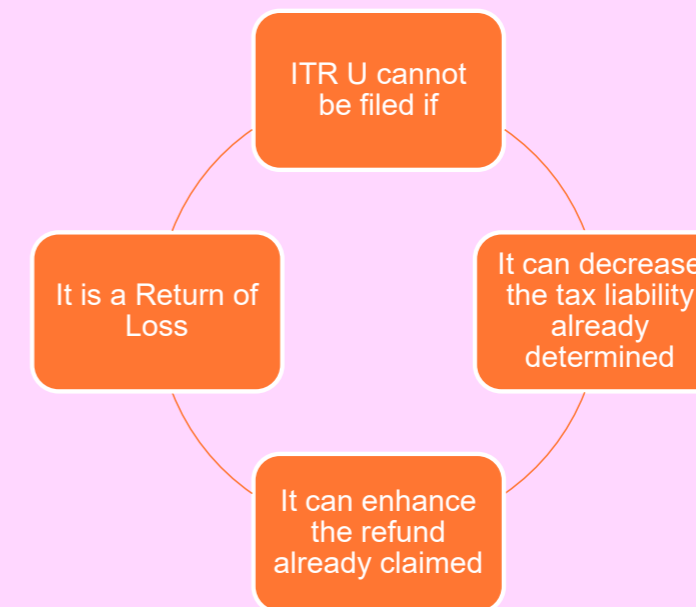 ITR U cannot
be filed if
It can decrease
the tax liability
already
determined
It can enhance
the refund
already claimed
It is a Return of
Loss